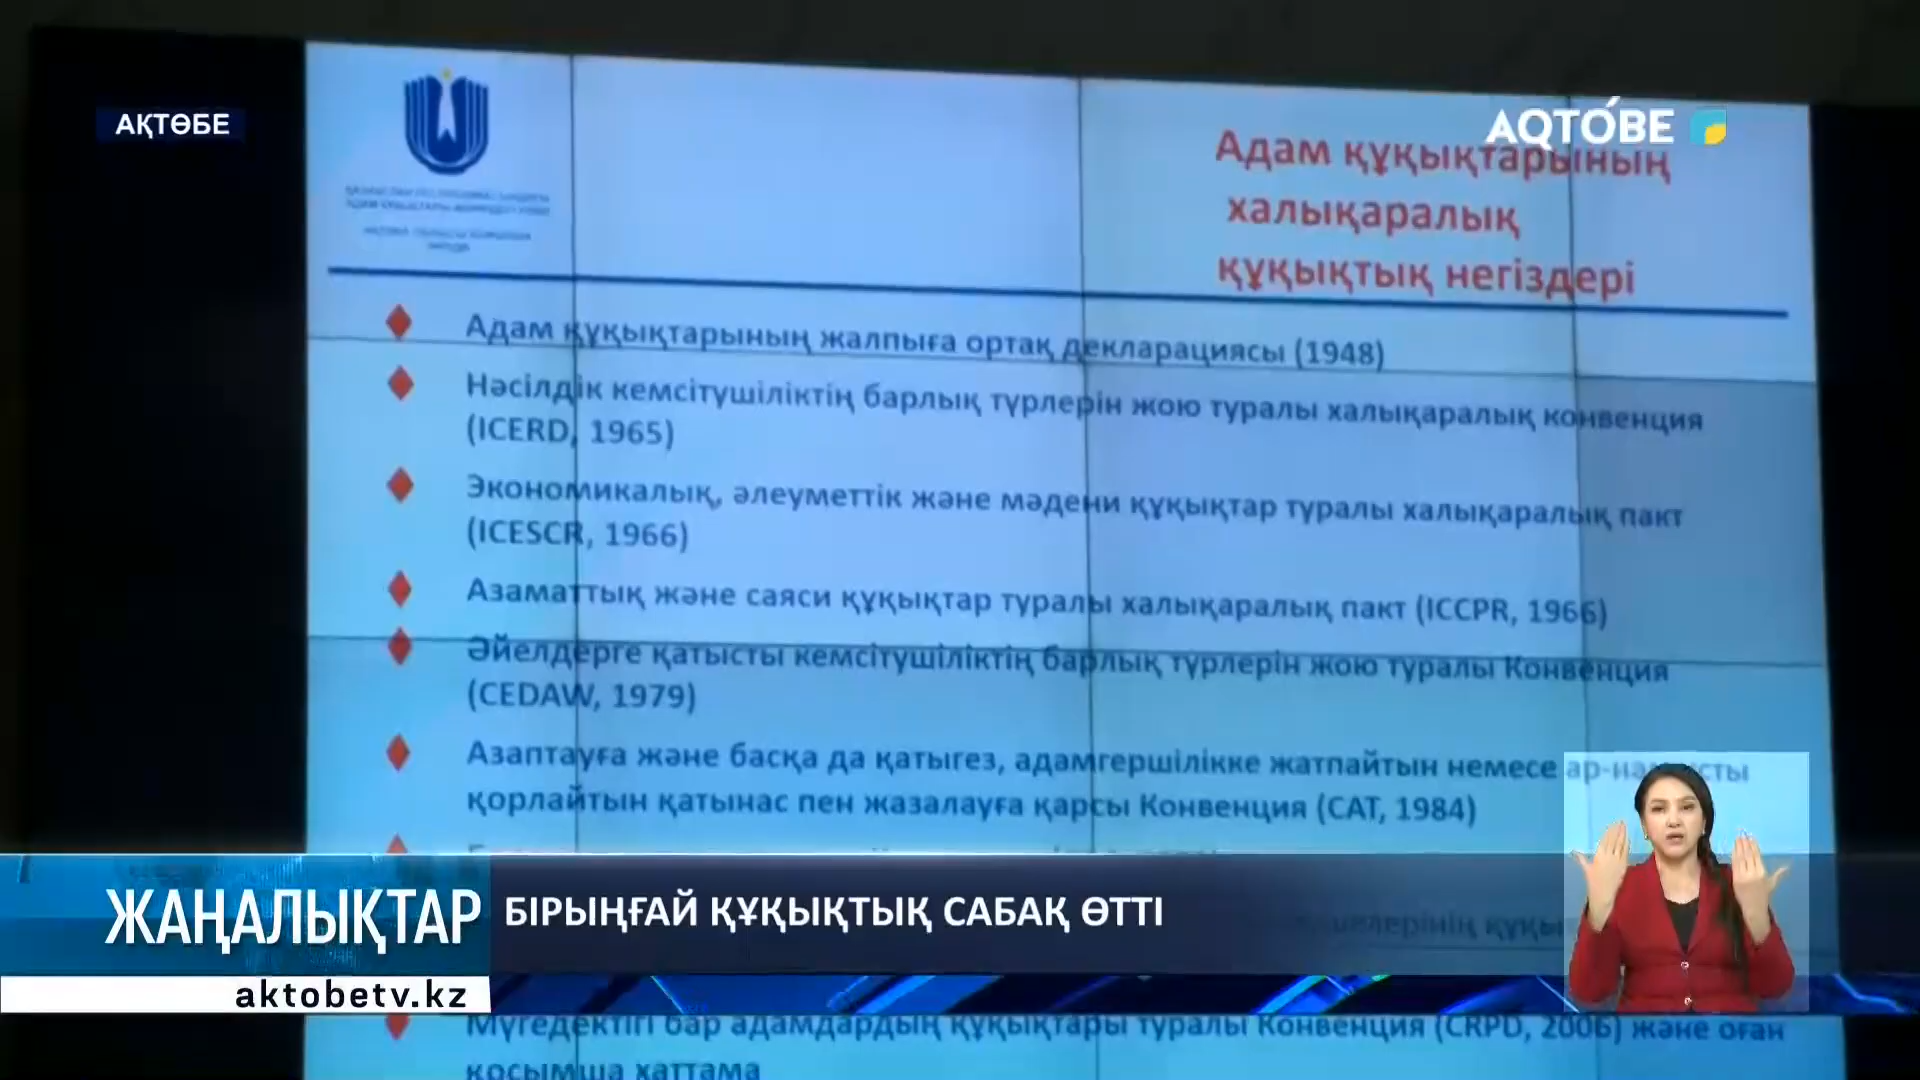 АҚТӨБЕ
AQTÓBE
Адам құқықтарының
халықаралық
құқықтық негіздері
Адам құқықтарының жалпыға ортақ декларациясы (1948)
Нәсілдік кемсітушіліктің барлық түрлерін жою туралы халықаралық конвенция
(ICERD, 1965)
Экономикалық, әлеуметтік және мәдени құқықтар туралы халықаралық пакт
(ICESCR, 1966)
Азаматтық және саяси құқықтар туралы халықаралық пакт (ICCPR, 1966)
Әйелдерге қатысты кемсітушіліктің барлық түрлерін жою туралы Конвенция
(CEDAW, 1979)
Азаптауға және басқа да қатыгез, адамгершілікке жатпайтын немесе
қорлайтын қатынас пен жазалауға қарсы Конвенция (CAT, 1984)
ЖАҢАЛЫҚТАР
БІРЫҢҒАЙ ҚҰҚЫҚТЫҚ САБАҚ ӨТТІ
aktobetv.kz
Мүгедектігі бар адамдардың құқықтары туралы Конвенция (CRPD, 2006) және оған
қосымша хаттама